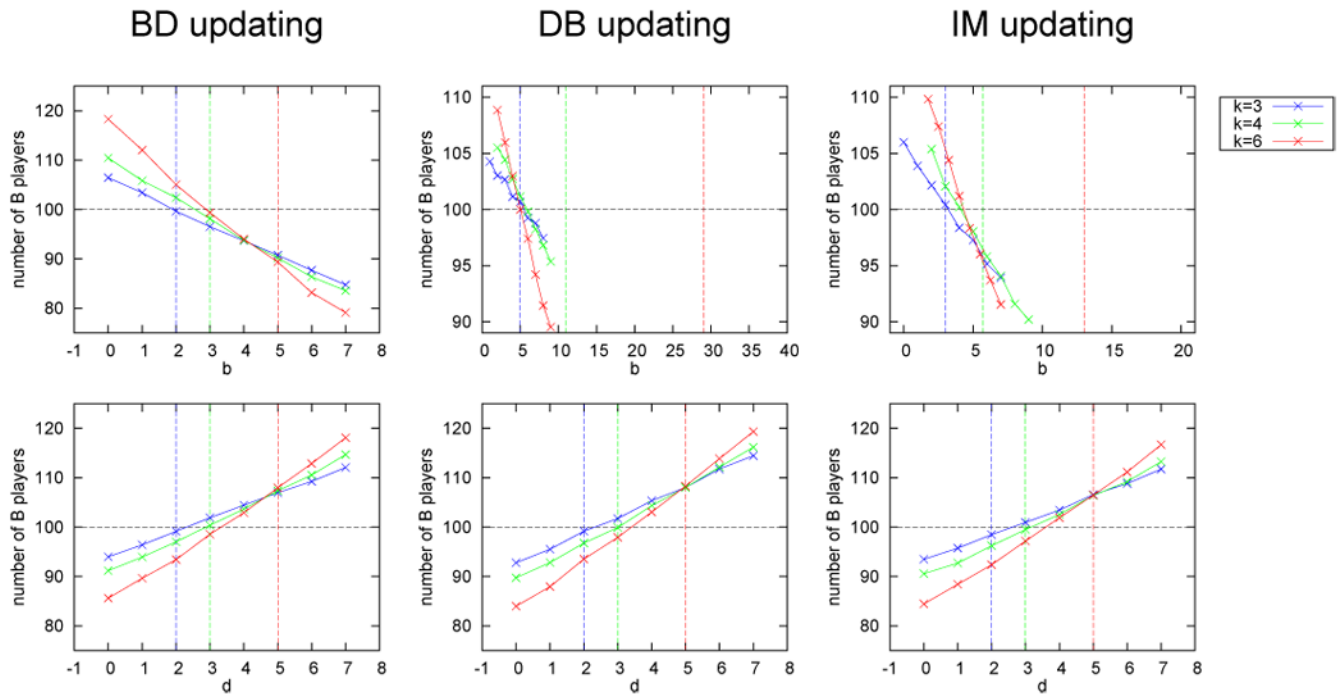 BD updating
DB updating
IM updating
number of B players
120
110
100
90
80
-1 0 1 2 3 4 5 6 7 8
b
number of B players
110
105
100
95
90
0 5 10 15 20 25 30 35 40
b
number of B players
110
105
100
95
90
0 5 10 15 20
b
k=3
k=4
k=6
number of B players
120
110
100
90
80
-1 0 1 2 3 4 5 6 7 8
d
number of B players
120
110
100
90
80
-1 0 1 2 3 4 5 6 7 8
d
number of B players
120
110
100
90
80
-1 0 1 2 3 4 5 6 7 8
d